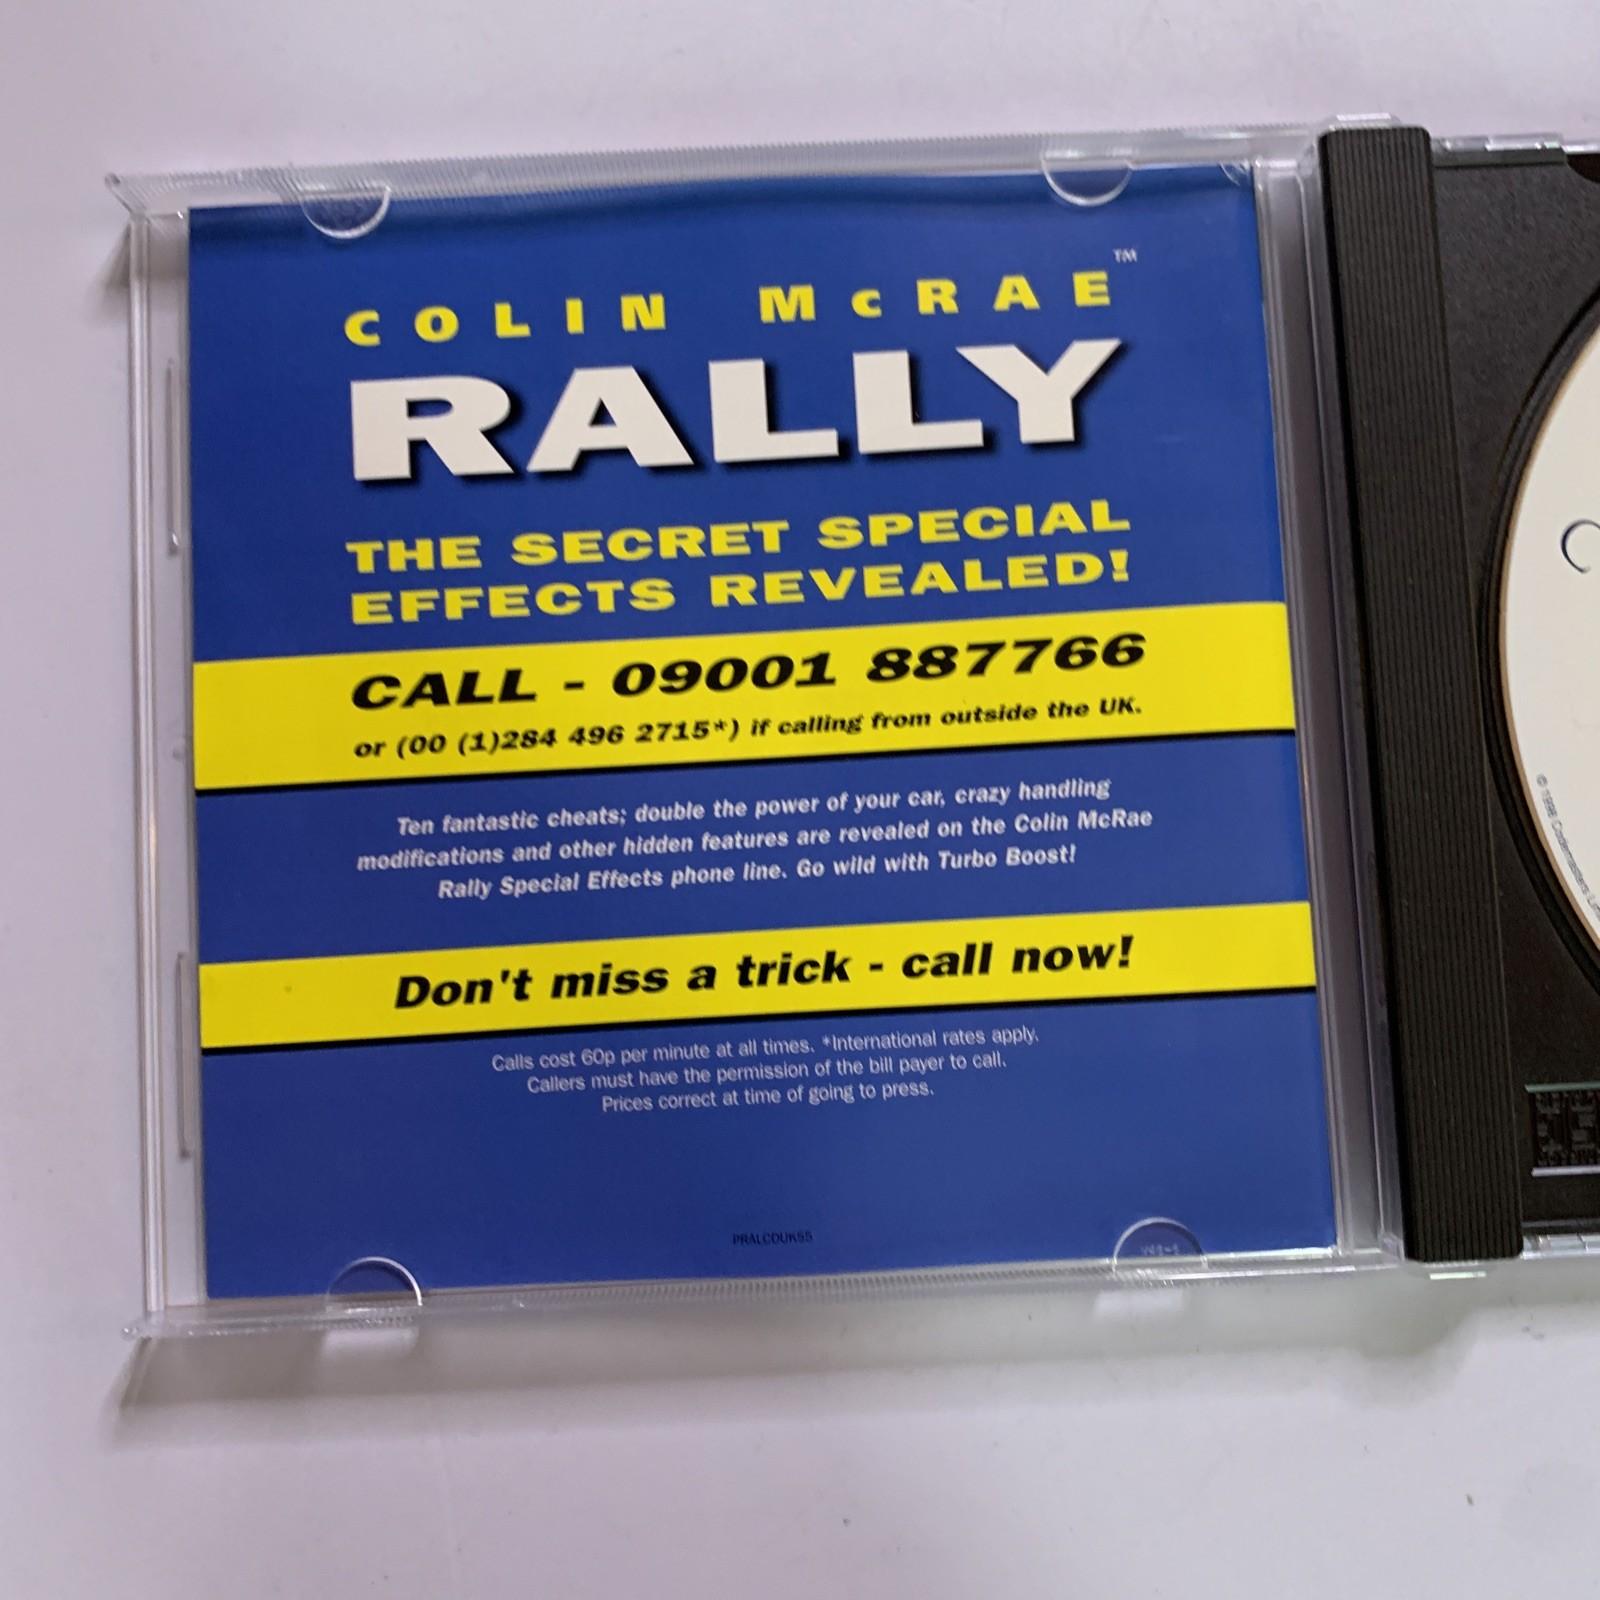 COLIN McRAE™
RALLY
THE SECRET SPECIAL
EFFECTS REVEALED!
CALL - 09001 887766
or (00 (1)284 496 2715*) if calling from outside the UK.
Ten fantastic cheats; double the power of your car, crazy handling
modifications and other hidden features are revealed on the Colin McRae
Rally Special Effects phone line. Go wild with Turbo Boost!
Don't miss a trick - call now!
Calls cost 60p per minute at all times. *International rates apply.
Callers must have the permission of the bill payer to call.
Prices correct at time of going to press.
PRALCDUK55
© 1998 Codemasters